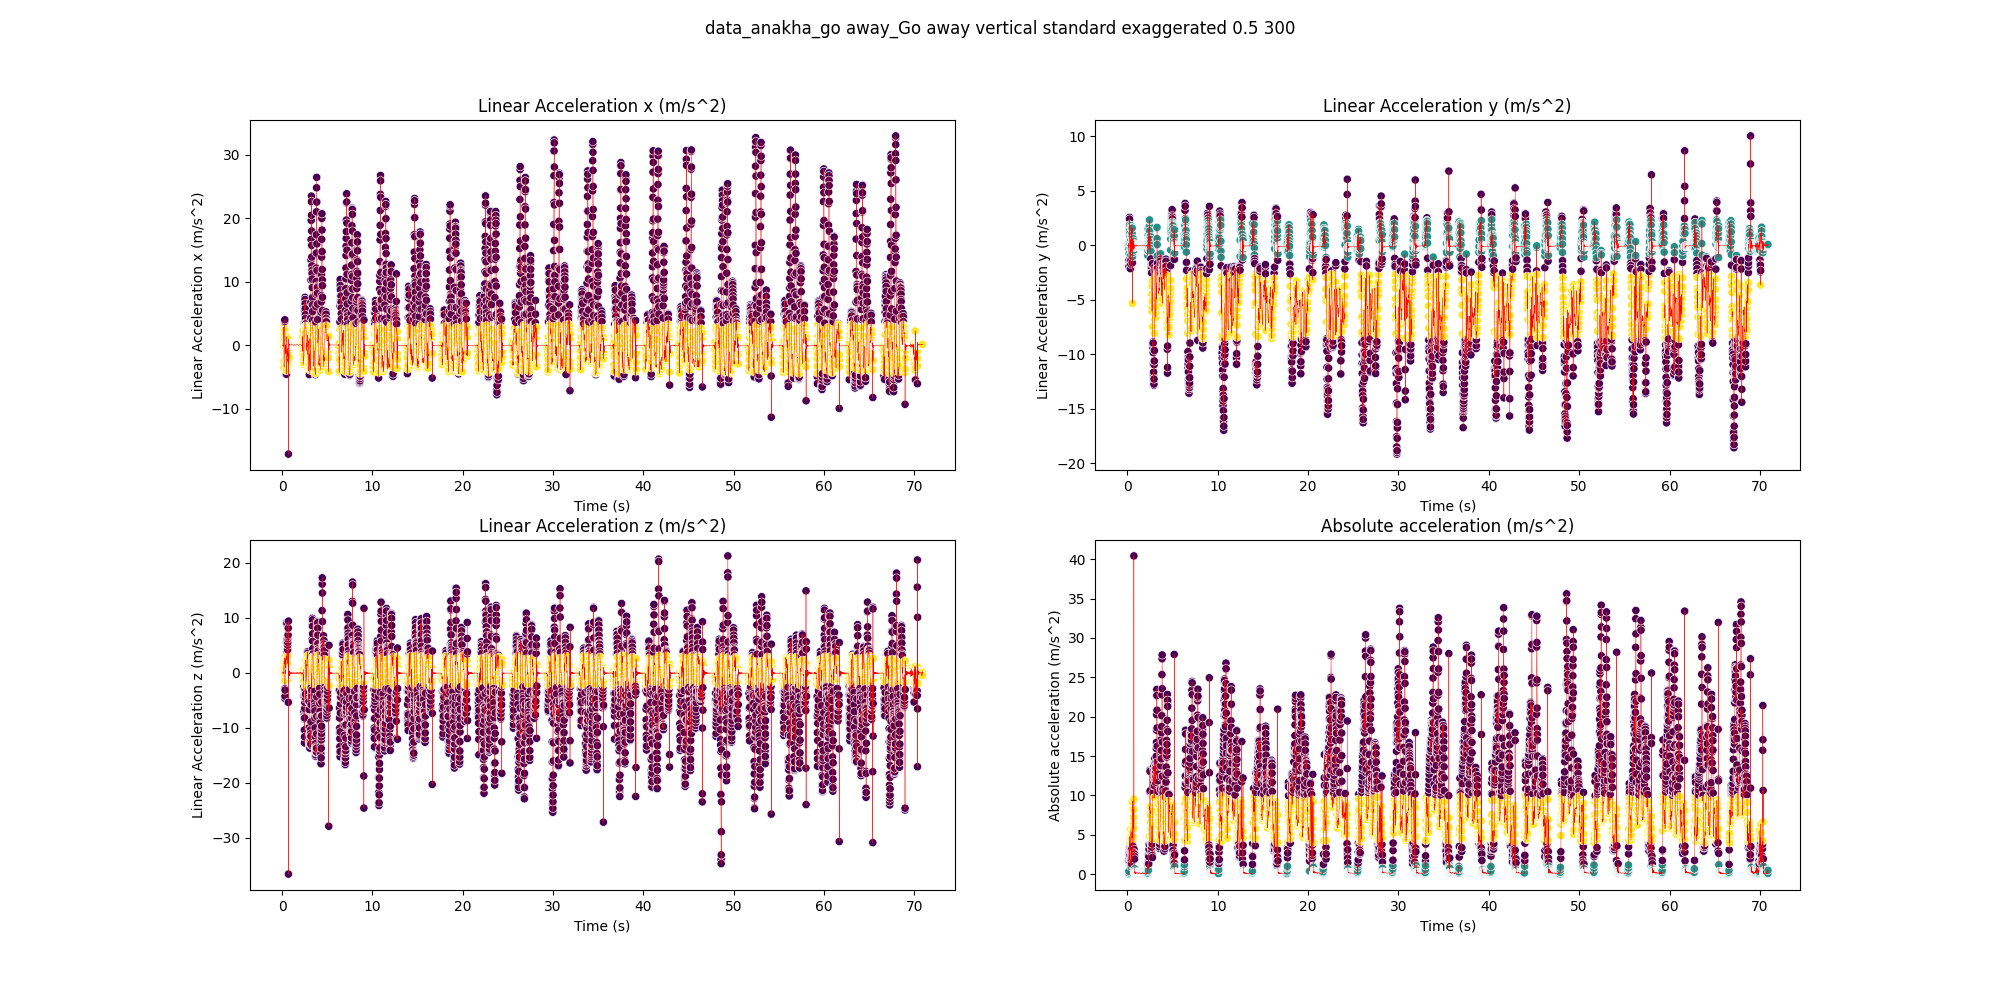 data_anakha_go away_Go away vertical standard exaggerated 0.5 300
Linear Acceleration x (m/s^2)
Linear Acceleration x (m/s^2)
30
20
10
0
−10
0 10 20 30 40 50 60 70
Time (s)
Linear Acceleration y (m/s^2)
Linear Acceleration y (m/s^2)
10
5
0
−5
−10
−15
−20
0 10 20 30 40 50 60 70
Time (s)
Linear Acceleration z (m/s^2)
Linear Acceleration z (m/s^2)
20
10
0
−10
−20
−30
0 10 20 30 40 50 60 70
Time (s)
Absolute acceleration (m/s^2)
Absolute acceleration (m/s^2)
40
35
30
25
20
15
10
5
0
0 10 20 30 40 50 60 70
Time (s)